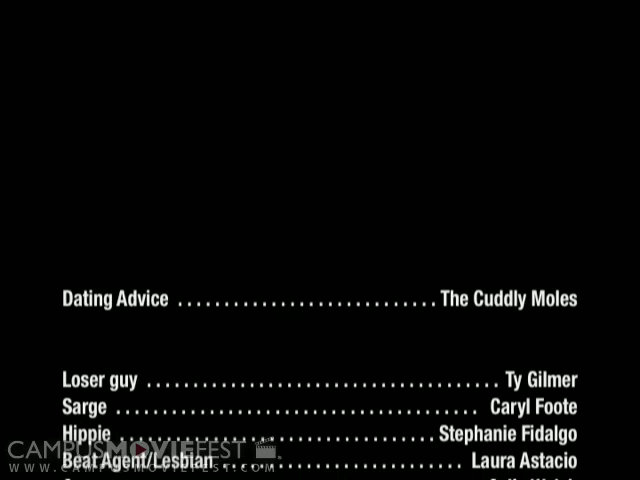 Dating Advice ............................ The Cuddly Moles
Loser guy ...................................... Ty Gilmer
Sarge ....................................... Caryl Foote
Hippie .................................. Stephanie Fidalgo
Beat Agent/Lesbian .......................... Laura Astacio
CAMPUSMOVIEFEST
WWW.CAMPUSMOVIEFEST.COM